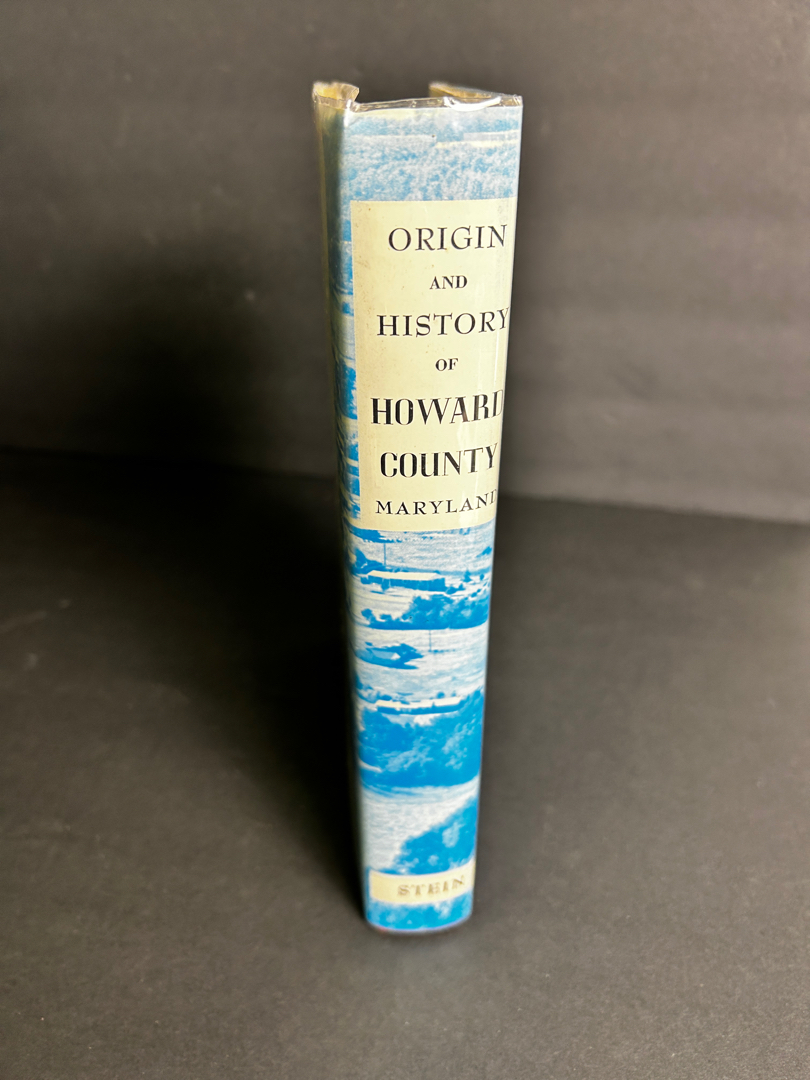 ORIGIN
AND
HISTORY
OF
HOWARD
COUNTY
MARYLAND
STEIN